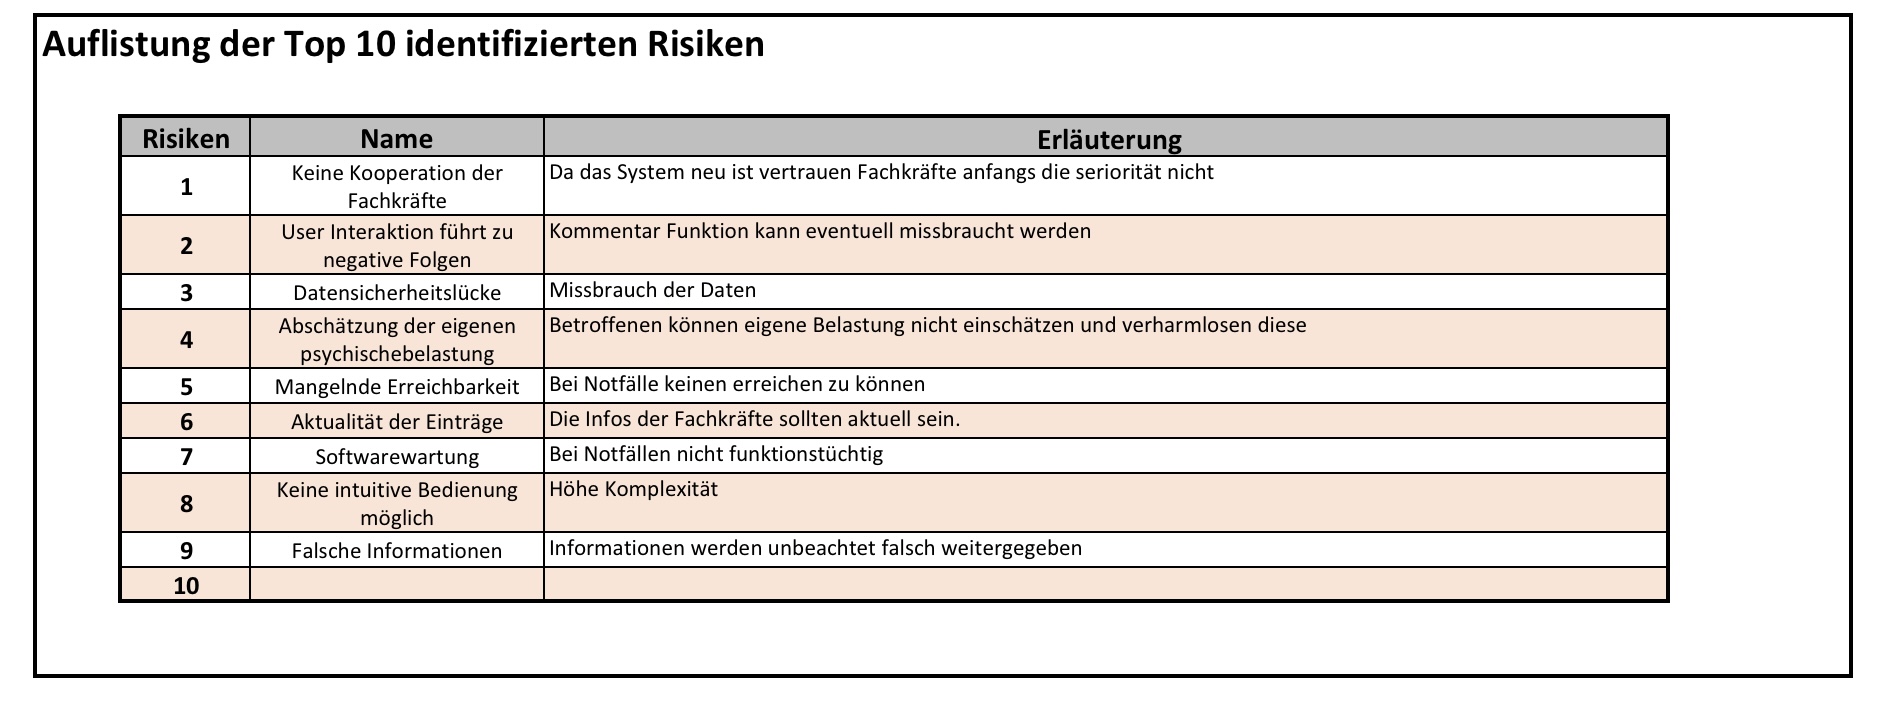 Auflistung der Top 10 identifizierten Risiken
Risiken Name Erläuterung
1 Keine Kooperation der Da das System neu ist vertrauen Fachkräfte anfangs die seriorität nicht
Fachkräfte
2 User Interaktion führt zu Kommentar Funktion kann eventuell missbraucht werden
negative Folgen
3 Datensicherheitslücke Missbrauch der Daten
4 Abschätzung der eigenen Betroffenen können eigene Belastung nicht einschätzen und verharmlosen diese
psychischebelastung
5 Mangelnde Erreichbarkeit Bei Notfälle keinen erreichen zu können
6 Aktualität der Einträge Die Infos der Fachkräfte sollten aktuell sein.
7 Softwarewartung Bei Notfällen nicht funktionstüchtig
8 Keine intuitive Bedienung Höhe Komplexität
möglich
9 Falsche Informationen Informationen werden unbeachtet falsch weitergegeben
10